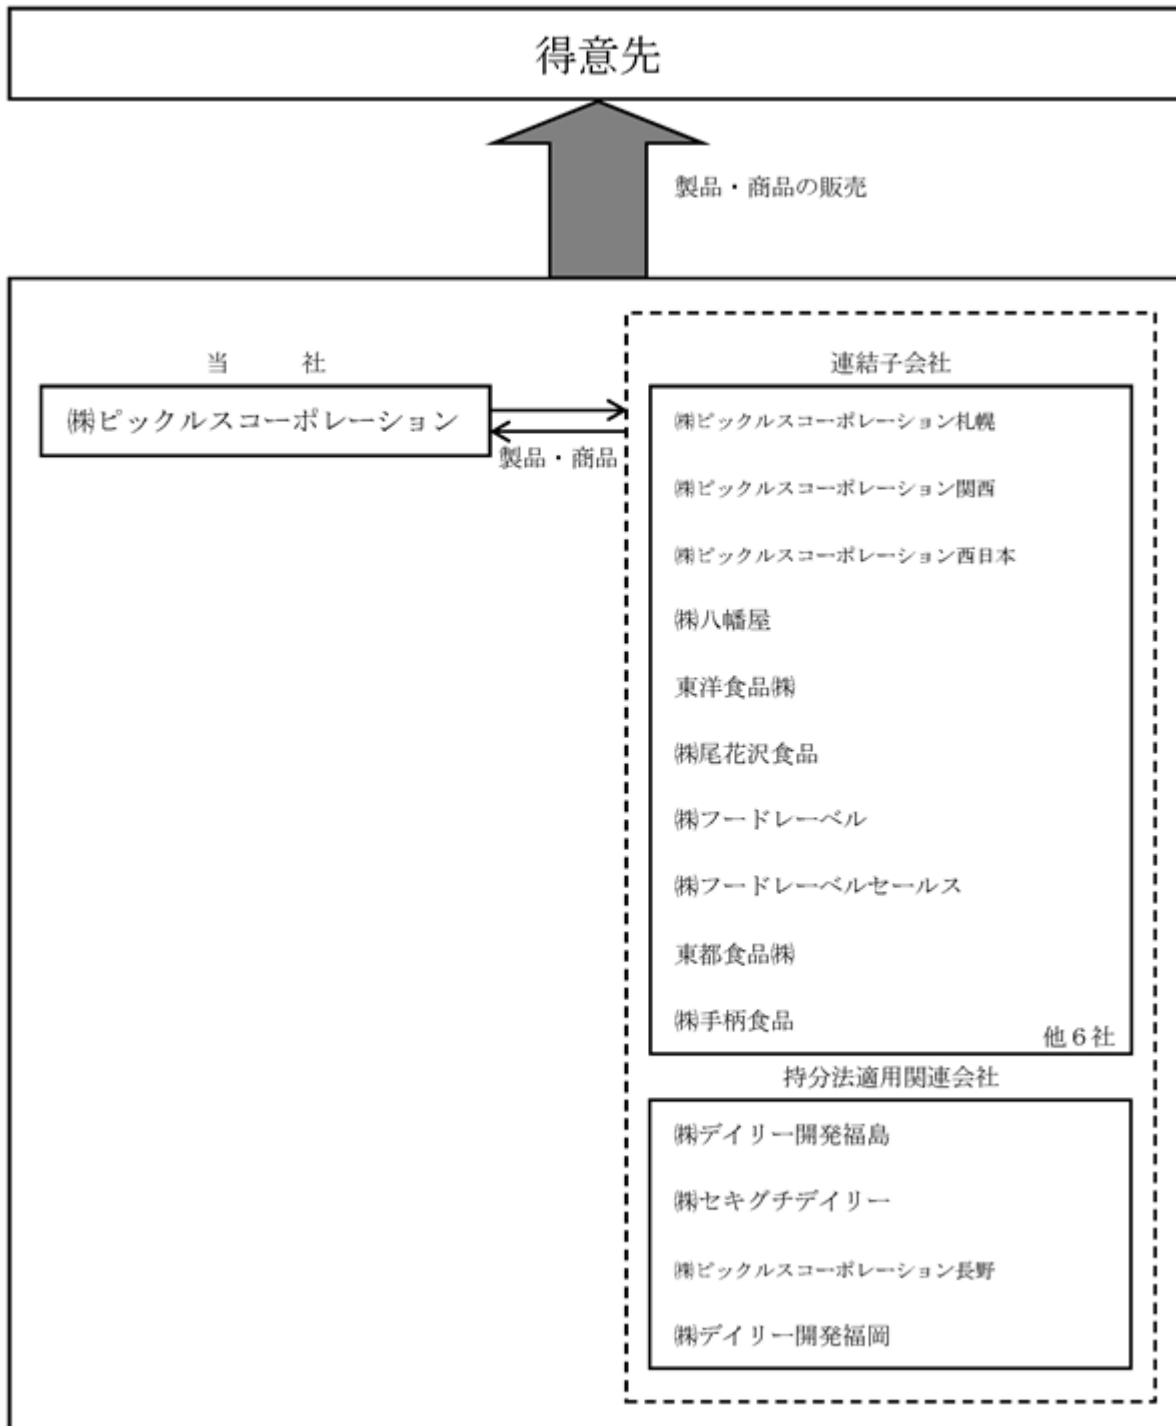 得意先
製品・商品の販売
当　　社
㈱ピックルスコーポレーション
製品・商品
連結子会社
㈱ピックルスコーポレーション札幌
㈱ピックルスコーポレーション関西
㈱ピックルスコーポレーション西日本
㈱八幡屋
東洋食品㈱
㈱尾花沢食品
㈱フードレーベル
㈱フードレーベルセールス
東都食品㈱
㈱手柄食品
他６社
持分法適用関連会社
㈱デイリー開発福島
㈱セキグチデイリー
㈱ピックルスコーポレーション長野
㈱デイリー開発福岡